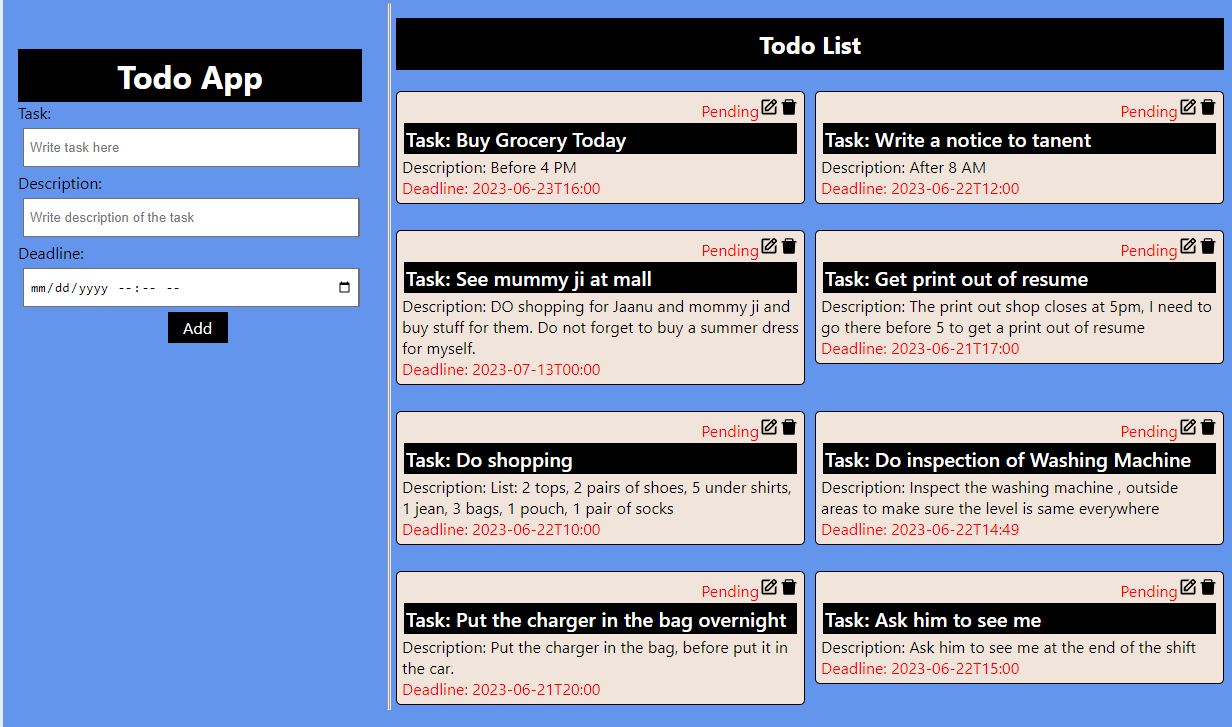 Todo App
Task:
Write task here
Description:
Write description of the task
Deadline:
mm/dd/yyyy --:-- --
Add
Todo List
Pending
Task: Buy Grocery Today
Description: Before 4 PM
Deadline: 2023-06-23T16:00
Pending
Task: Write a notice to tanent
Description: After 8 AM
Deadline: 2023-06-22T12:00
Pending
Task: See mummy ji at mall
Description: DO shopping for Jaanu and mommy ji and
buy stuff for them. Do not forget to buy a summer dress
for myself.
Deadline: 2023-07-13T00:00
Pending
Task: Get print out of resume
Description: The print out shop closes at 5pm, I need to
go there before 5 to get a print out of resume
Deadline: 2023-06-21T17:00
Pending
Task: Do shopping
Description: List: 2 tops, 2 pairs of shoes, 5 under shirts,
1 jean, 3 bags, 1 pouch, 1 pair of socks
Deadline: 2023-06-22T10:00
Pending
Task: Do inspection of Washing Machine
Description: Inspect the washing machine , outside
areas to make sure the level is same everywhere
Deadline: 2023-06-22T14:49
Pending
Task: Put the charger in the bag overnight
Description: Put the charger in the bag, before put it in
the car.
Deadline: 2023-06-21T20:00
Pending
Task: Ask him to see me
Description: Ask him to see me at the end of the shift
Deadline: 2023-06-22T15:00